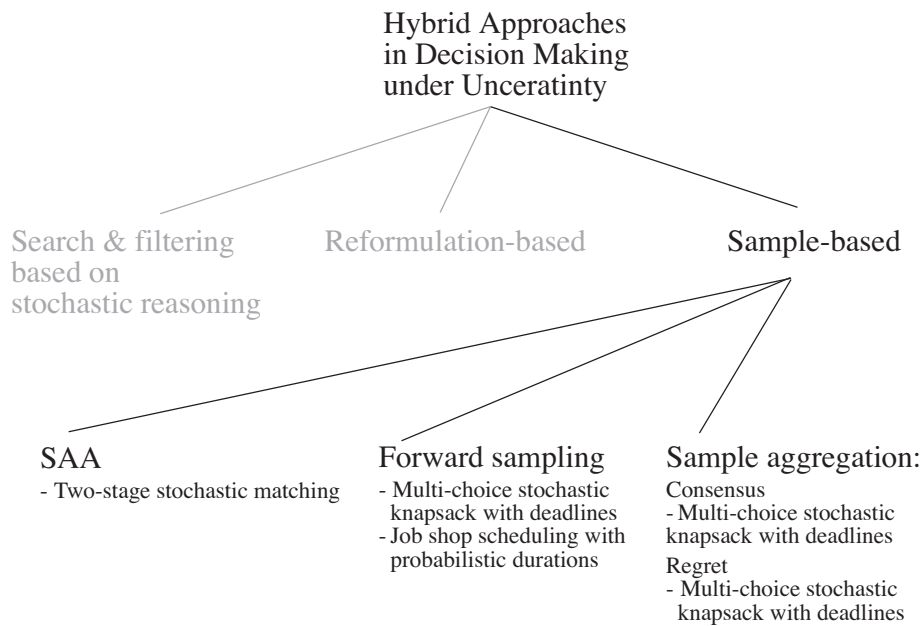 Hybrid Approaches
in Decision Making
under Unceratinty
Search & filtering
based on
stochastic reasoning
Reformulation-based
Sample-based
SAA
- Two-stage stochastic matching
Forward sampling
- Multi-choice stochastic
knapsack with deadlines
- Job shop scheduling with
probabilistic durations
Sample aggregation:
Consensus
- Multi-choice stochastic
knapsack with deadlines
Regret
- Multi-choice stochastic
knapsack with deadlines